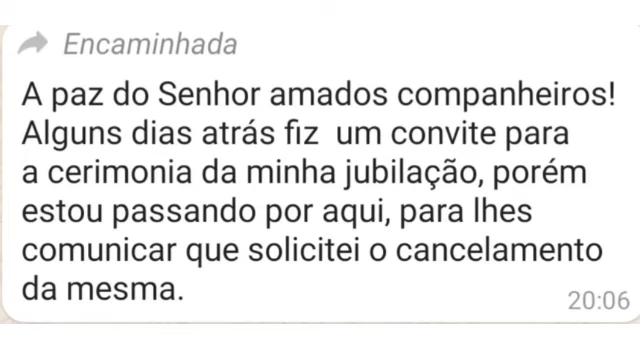 Encaminhada
A paz do Senhor amados companheiros!
Alguns dias atrás fiz  um convite para
a cerimonia da minha jubilação, porém
estou passando por aqui, para lhes
comunicar que solicitei o cancelamento
da mesma.
20:06